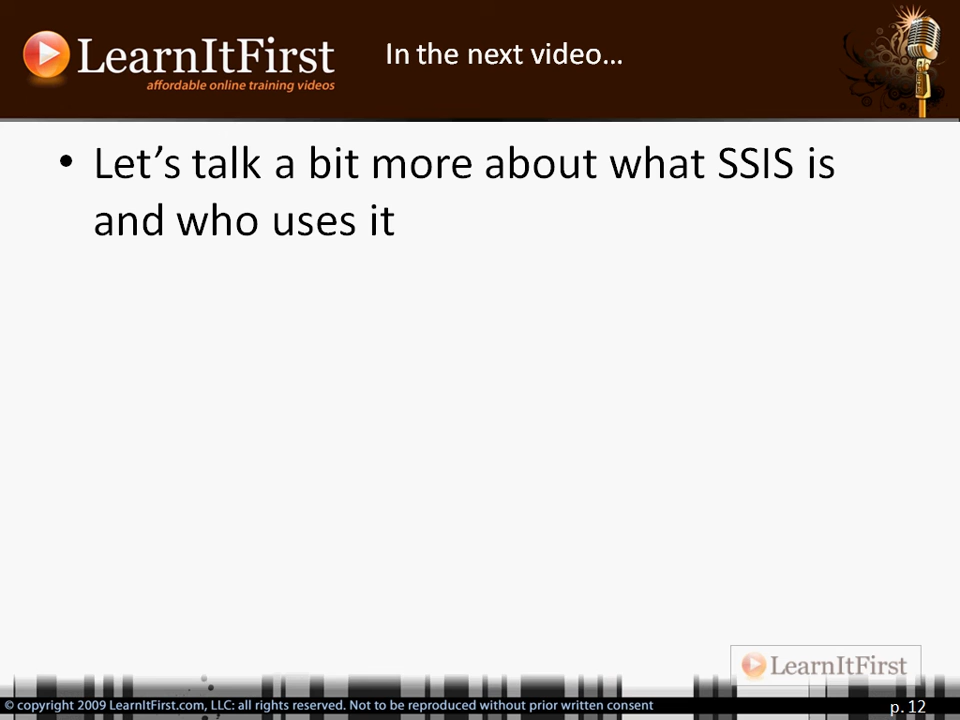 LearnItFirst
affordable online training videos
In the next video…
• Let’s talk a bit more about what SSIS is
and who uses it
LearnItFirst
© copyright 2009 LearnItFirst.com, LLC: all rights reserved. Not to be reproduced without prior written consent
p. 12